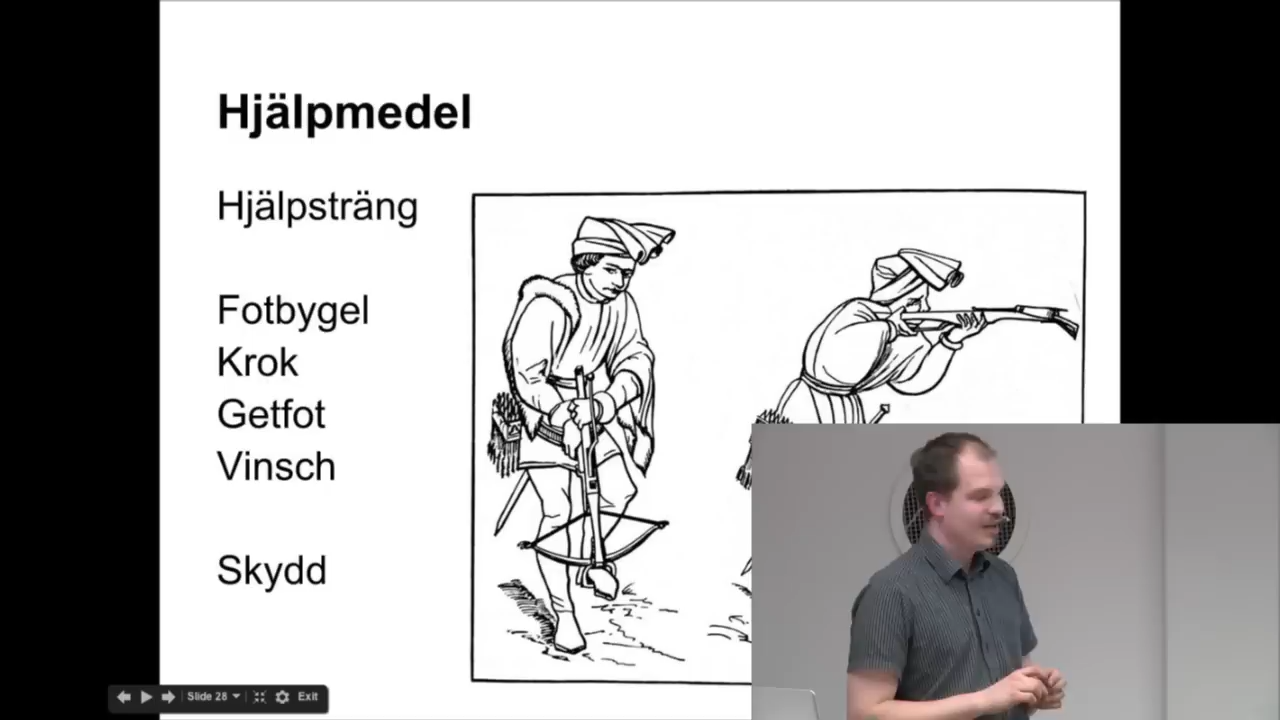 Hjälpmedel
Hjälpsträng
Fotbygel
Krok
Getfot
Vinsch
Skydd
Slide 28
Exit